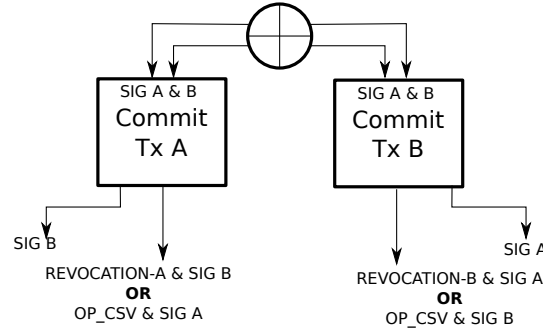 SIG A & B
Commit
Tx A
SIG A & B
Commit
Tx B
SIG B
REVOCATION-A & SIG B
OR
OP_CSV & SIG A
SIG A
REVOCATION-B & SIG A
OR
OP_CSV & SIG B